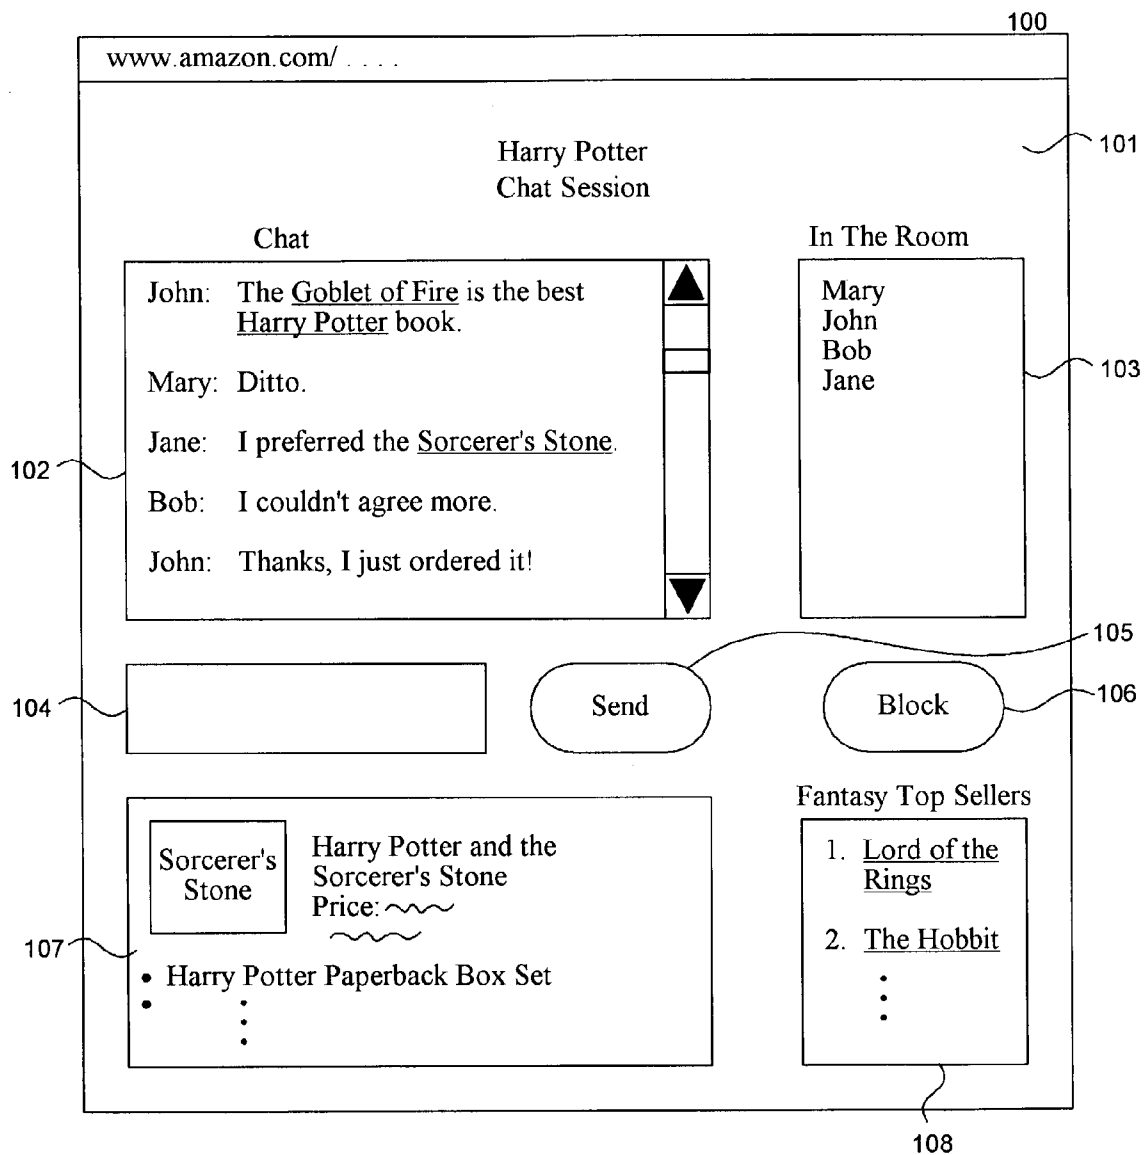 100
www.amazon.com/ . . . .
101
Harry Potter
Chat Session
Chat
John: The Goblet of Fire is the best
Harry Potter book.
Mary: Ditto.
Jane: I preferred the Sorcerer's Stone.
Bob: I couldn't agree more.
John: Thanks, I just ordered it!
102
In The Room
Mary
John
Bob
Jane
103
104
Send
105
Block
106
Sorcerer's
Stone
Harry Potter and the
Sorcerer's Stone
Price:
107
• Harry Potter Paperback Box Set
•
Fantasy Top Sellers
1. Lord of the
Rings
2. The Hobbit
108